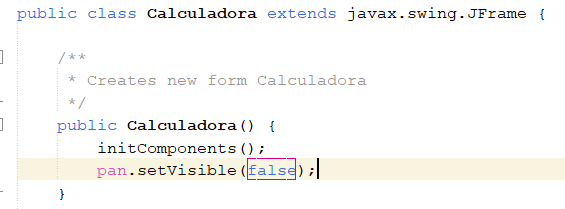 public class Calculadora extends javax.swing.JFrame {
/**
* Creates new form Calculadora
*/
public Calculadora() {
initComponents();
pan.setVisible(false);
}